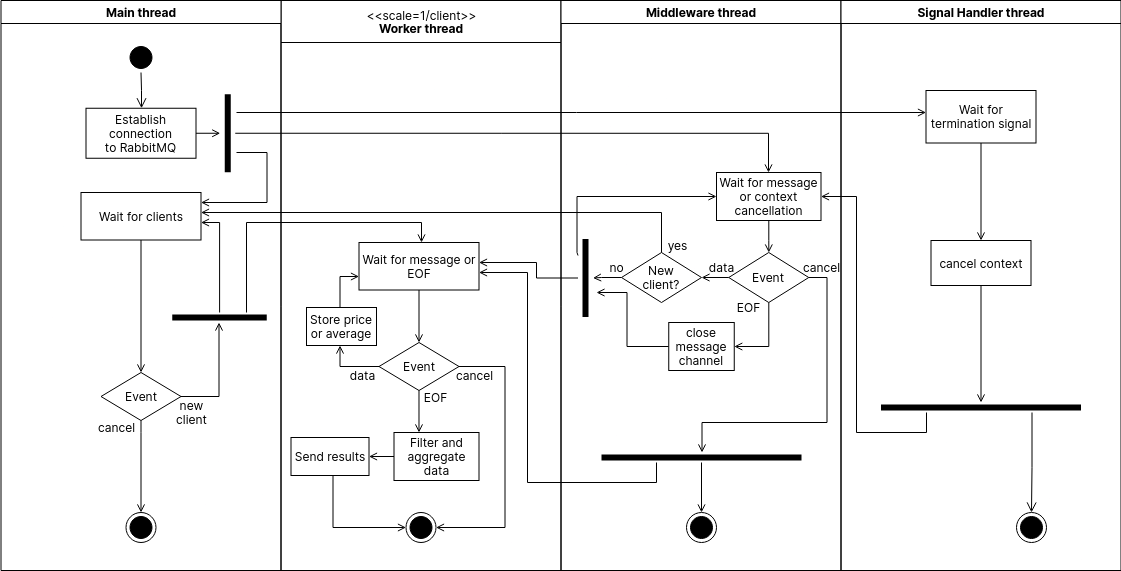 Main thread
<<scale=1/client>>
Worker thread
Middleware thread
Signal Handler thread
Establish
connection
to RabbitMQ
Wait for
termination signal
Wait for clients
Wait for message
or context
cancellation
yes
Wait for message or
EOF
no
New
client?
data
Event
cancel
cancel context
EOF
Store price
or average
close
message
channel
Event
data
cancel
EOF
Event
new
client
cancel
Send results
Filter and
aggregate
data